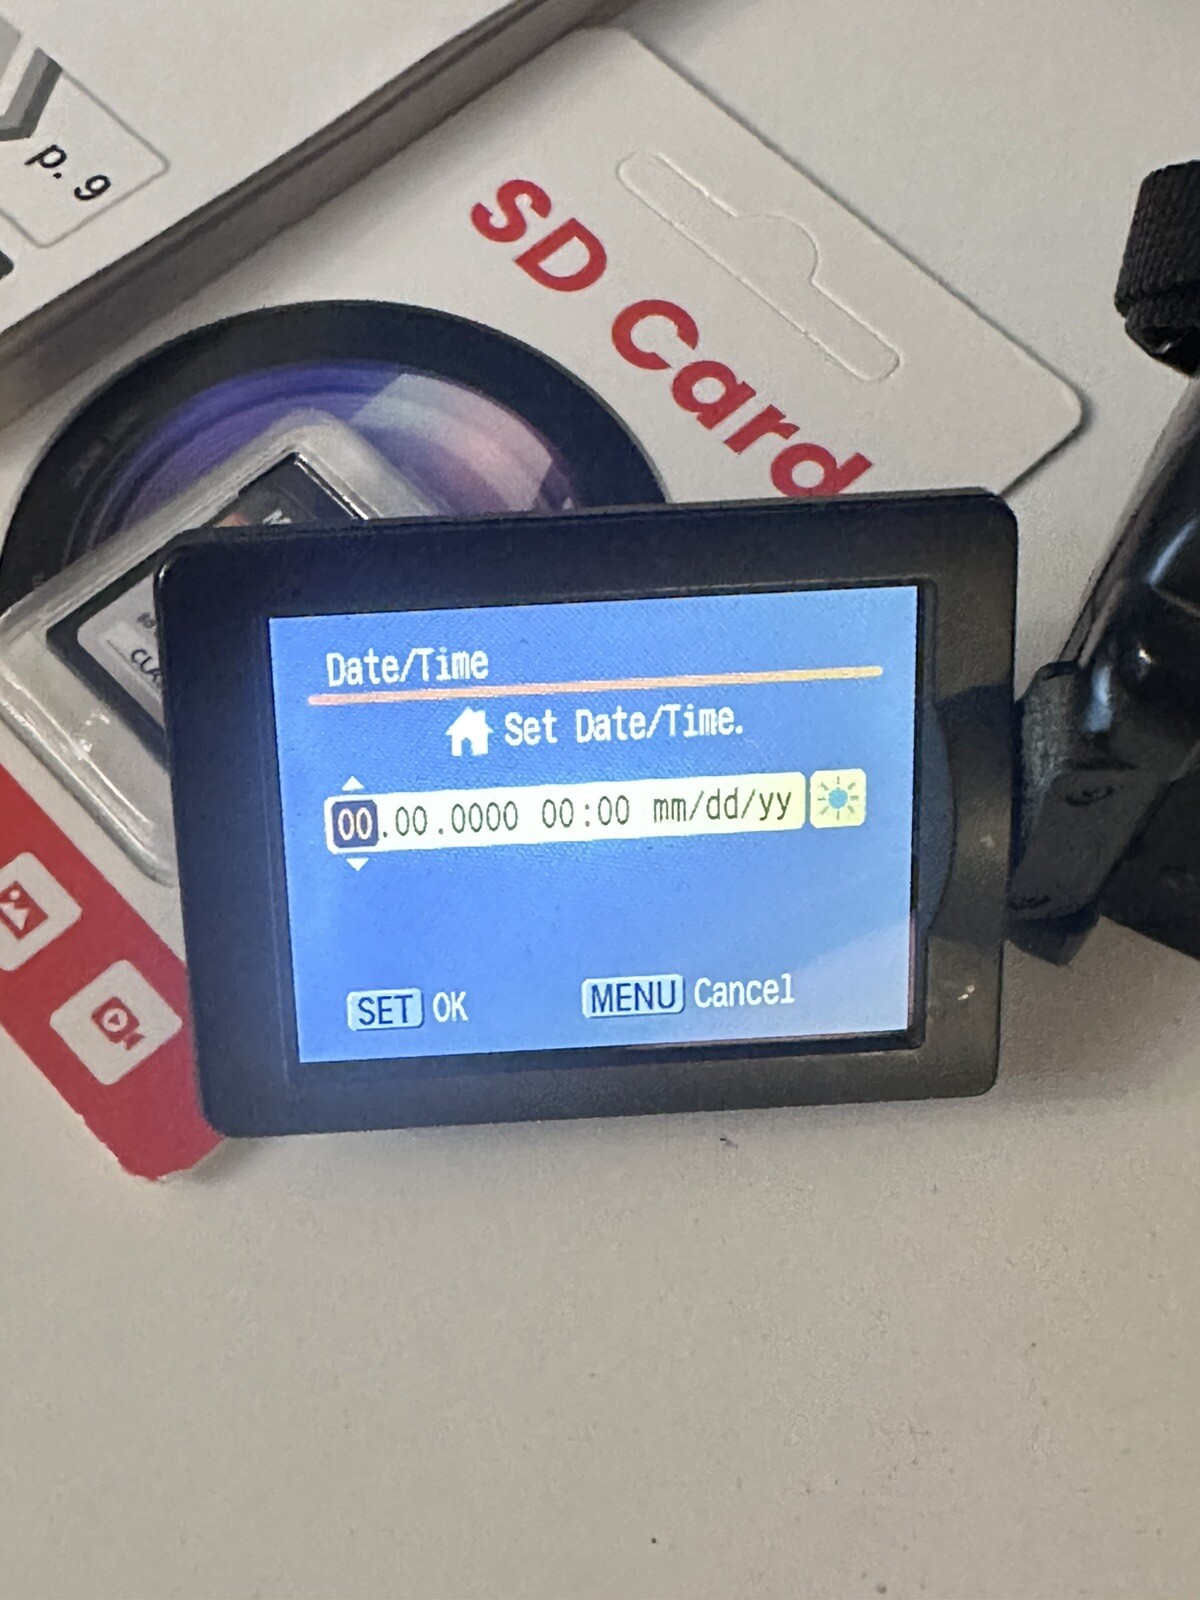 p. 9
SD Card
Date/Time
Set Date/Time.
00.00.0000 00:00 mm/dd/yy
SET OK
MENU Cancel